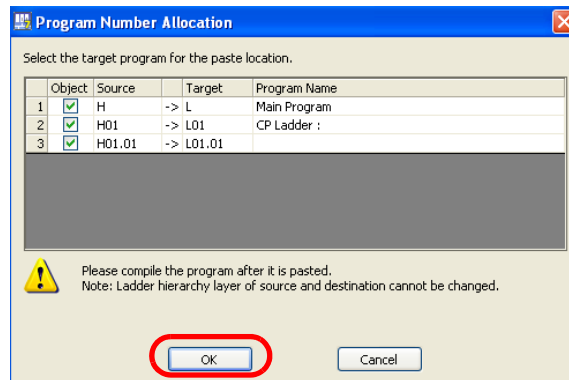 Program Number Allocation
Select the target program for the paste location.
Object Source Target Program Name
1 H -> L Main Program
2 H01 -> L01 CP Ladder :
3 H01.01 -> L01.01
Please compile the program after it is pasted.
Note: Ladder hierarchy layer of source and destination cannot be changed.
OK Cancel